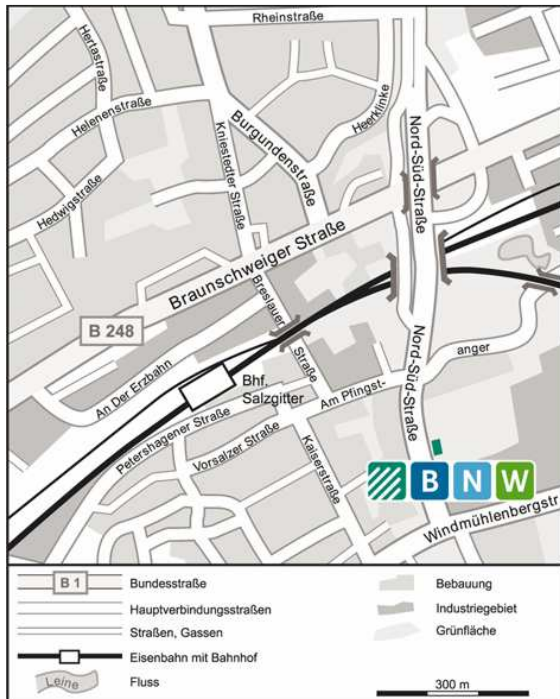 Rheinstraße
Hertastraße
Helenenstraße
Kniestedter Straße
Burgundenstraße
Heerklinke
Nord-Süd-Straße
Hedwigstraße
Braunschweiger Straße
B 248
Breslauer
Straße
An Der Erzbahn
Bhf.
Salzgitter
Nord-Süd-Straße
anger
Am Pfingst-
Petershagener Straße
Vorsalzer Straße
Kaiserstraße
BNW
Windmühlenbergstr
B 1
Bundesstraße
Hauptverbindungsstraßen
Straßen, Gassen
Eisenbahn mit Bahnhof
Leine
Fluss
Bebauung
Industriegebiet
Grünfläche
300 m